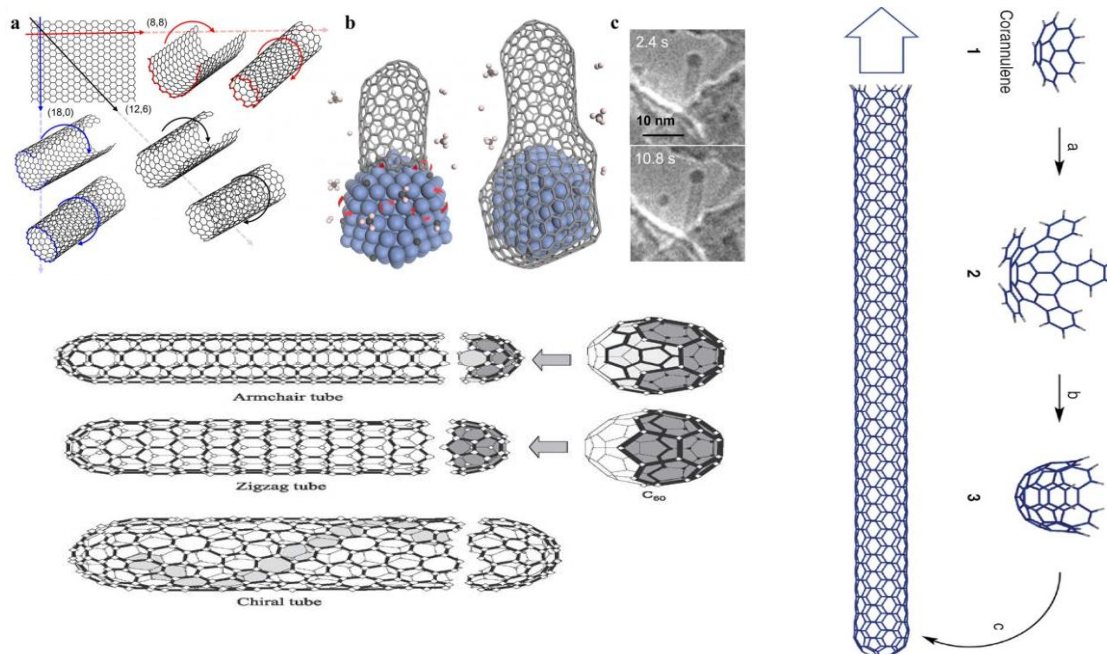 a
(8,8)
(12,6)
(18,0)
b
c
2.4 s
10 nm
10.8 s
Armchair tube
Zigzag tube
C60
Chiral tube
1
Corannulene
a
2
b
3
c